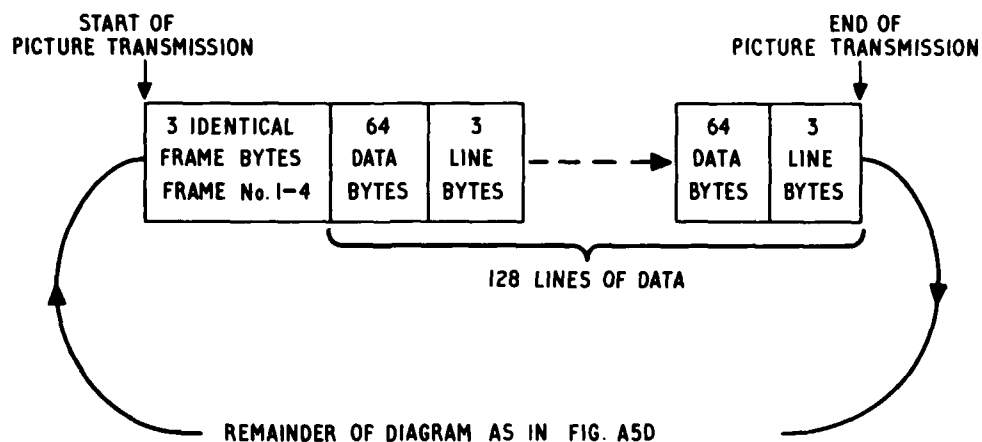 START OF
PICTURE TRANSMISSION
END OF
PICTURE TRANSMISSION
3 IDENTICAL
FRAME BYTES
FRAME No. 1-4
64
DATA
BYTES
3
LINE
BYTES
64
DATA
BYTES
3
LINE
BYTES
128 LINES OF DATA
REMAINDER OF DIAGRAM AS IN FIG. A5D